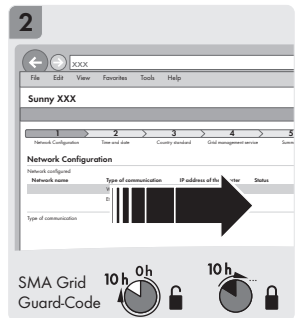 2
XXX
File Edit View Favorites Tools Help
Sunny XXX
1 2 3 4 5
Network Configuration Time and date Country standard Grid management service
Network Configuration
Network configured
Network name Type of communication IP address of the Status
Type of communication
10 h 0h 10 h
SMA Grid
Guard-Code